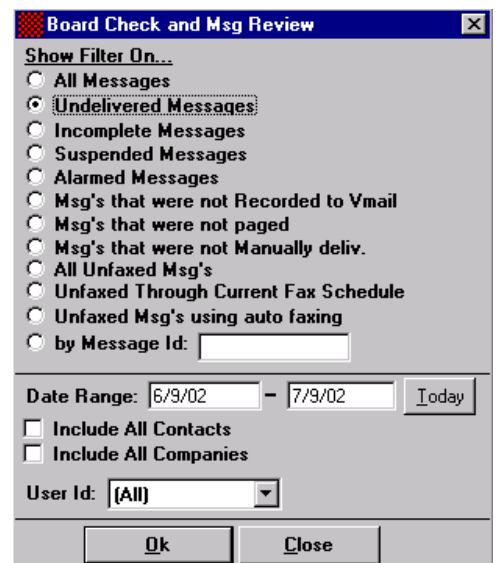 Board Check and Msg Review
Show Filter On...
All Messages
Undelivered Messages
Incomplete Messages
Suspended Messages
Alarmed Messages
Msg's that were not Recorded to Vmail
Msg's that were not paged
Msg's that were not Manually deliv.
All Unfaxed Msg's
Unfaxed Through Current Fax Schedule
Unfaxed Msg's using auto faxing
by Message Id:
Date Range: 6/9/02 - 7/9/02 Today
Include All Contacts
Include All Companies
User Id: (All)
Ok Close